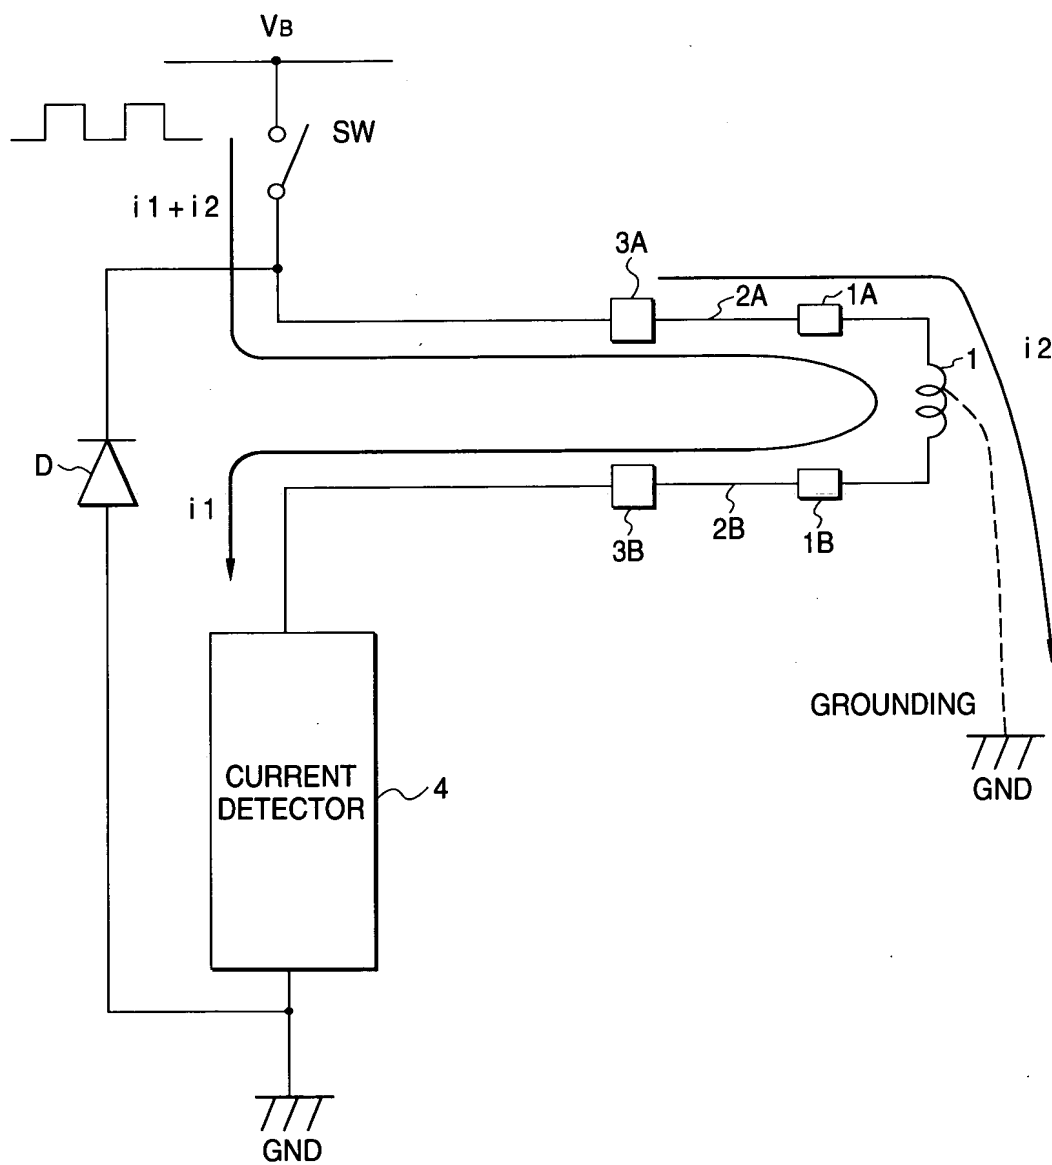 VB
SW
i1+i2
3A
2A
1A
1
i2
D
i1
3B
2B
1B
GROUNDING
GND
CURRENT
DETECTOR
4
GND